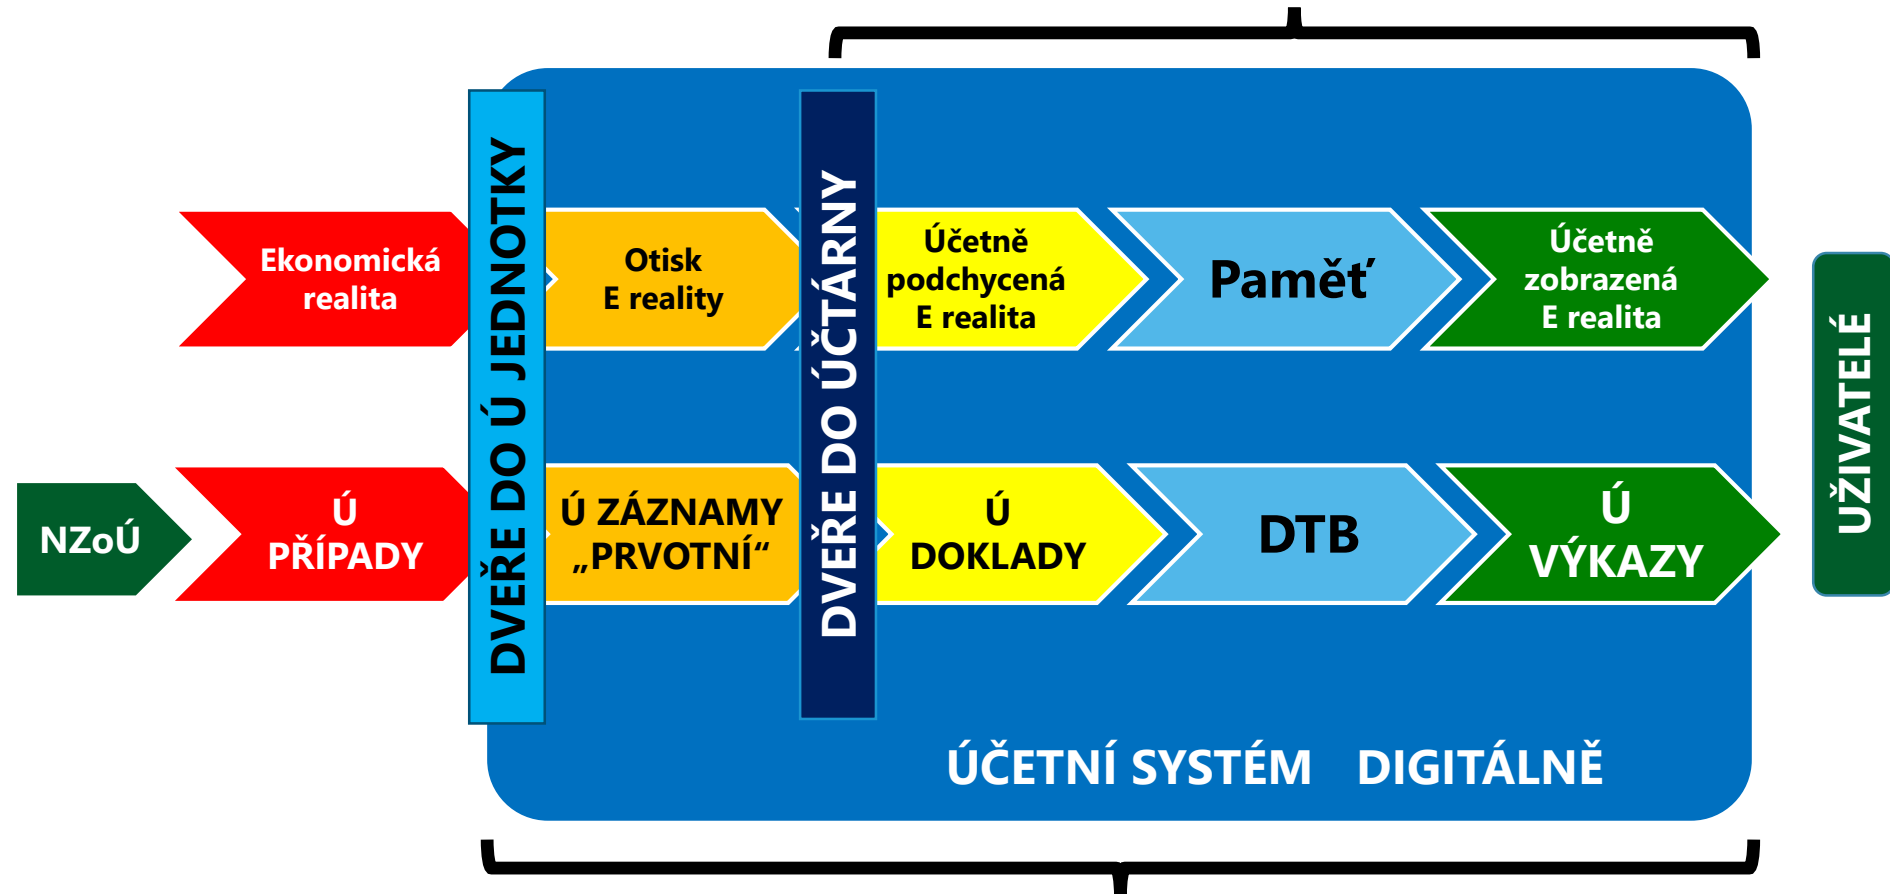 Ekonomická
realita
DVEŘE DO Ú JEDNOTKY
Otisk
E reality
DVEŘE DO ÚČTÁRNY
Účetně
podchycená
E realita
Paměť
Účetně
zobrazená
E realita
UŽIVATELÉ
NZoÚ
Ú
PŘÍPADY
Ú ZÁZNAMY
„PRVOTNÍ“
Ú
DOKLADY
DTB
Ú
VÝKAZY
ÚČETNÍ SYSTÉM DIGITÁLNĚ